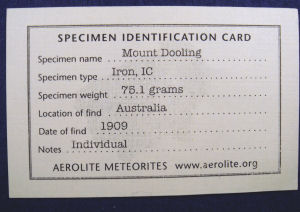 SPECIMEN IDENTIFICATION CARD
Specimen name Mount Dooling
Specimen type Iron, IC
Specimen weight 75.1 grams
Location of find Australia
Date of find 1909
Notes Individual
AEROLITE METEORITES www.aerolite.org